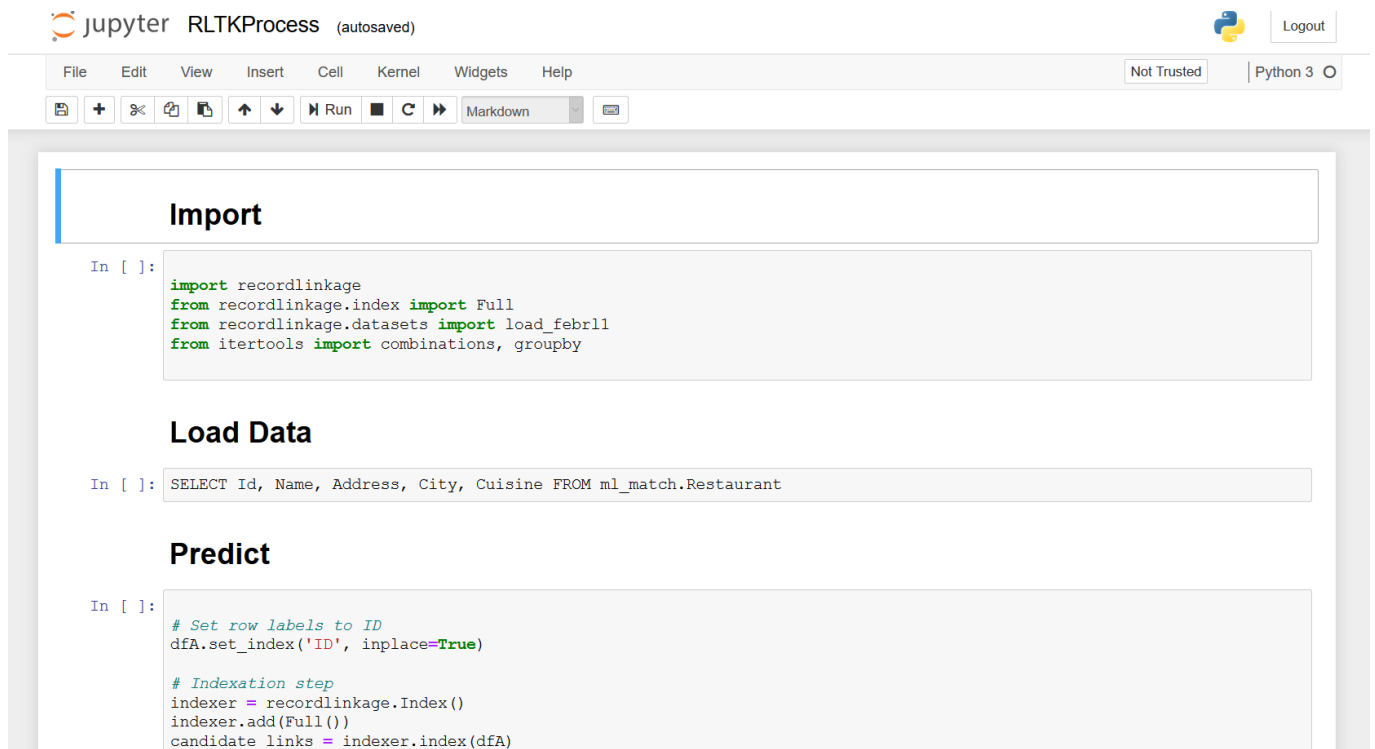 jupyter RLTKProcess (autosaved)
Logout
File Edit View Insert Cell Kernel Widgets Help
Not Trusted Python 3
Run
Markdown
Import
In [ ]:
import recordlinkage
from recordlinkage.index import Full
from recordlinkage.datasets import load_febrl1
from itertools import combinations, groupby
Load Data
In [ ]: SELECT Id, Name, Address, City, Cuisine FROM ml_match.Restaurant
Predict
In [ ]:
# Set row labels to ID
dfA.set_index('ID', inplace=True)
# Indexation step
indexer = recordlinkage.Index()
indexer.add(Full())
candidate_links = indexer.index(dfA)